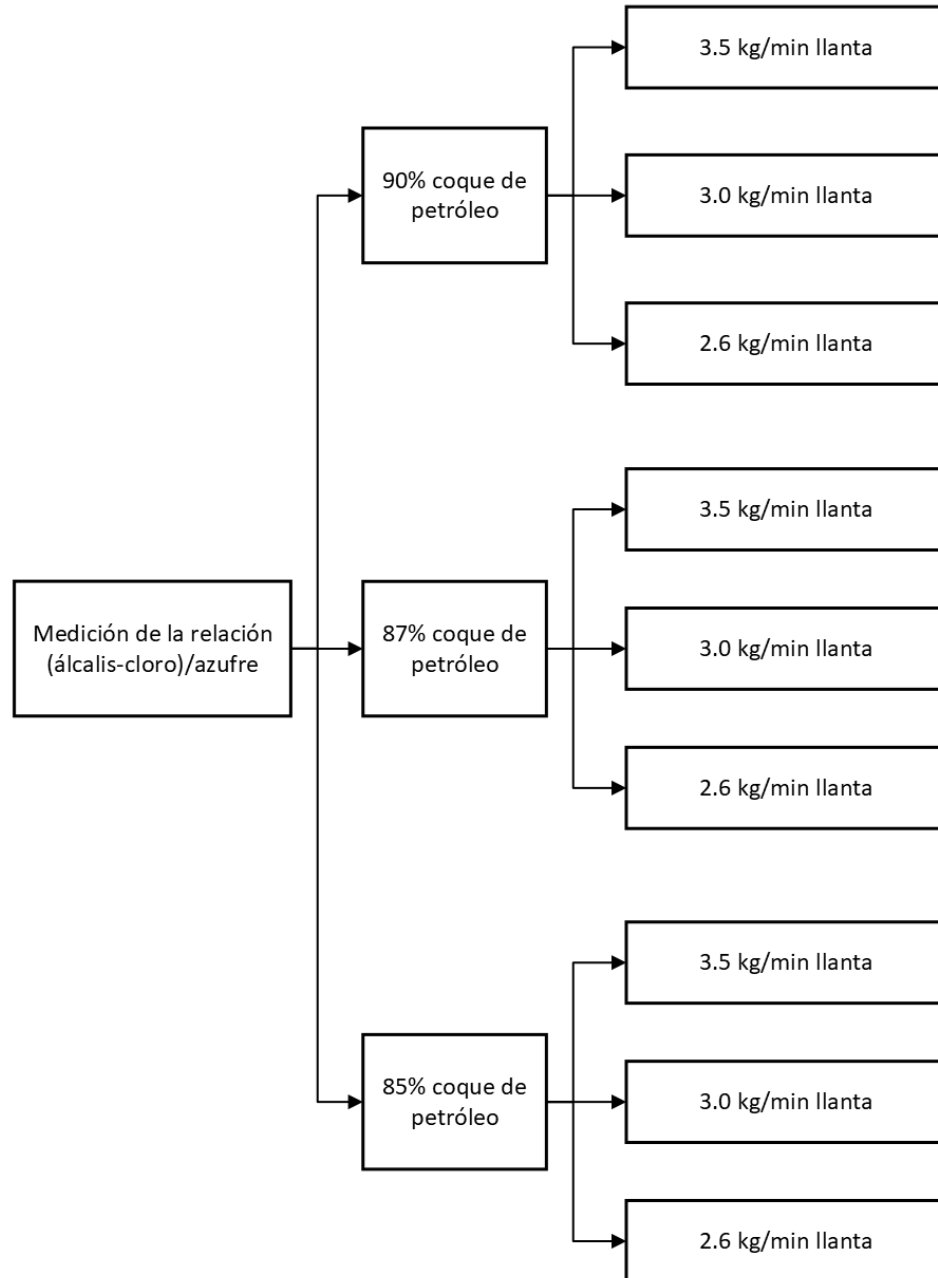 3.5 kg/min llanta
90% coque de
petróleo
3.0 kg/min llanta
2.6 kg/min llanta
3.5 kg/min llanta
Medición de la relación
(álcalis-cloro)/azufre
87% coque de
petróleo
3.0 kg/min llanta
2.6 kg/min llanta
3.5 kg/min llanta
85% coque de
petróleo
3.0 kg/min llanta
2.6 kg/min llanta